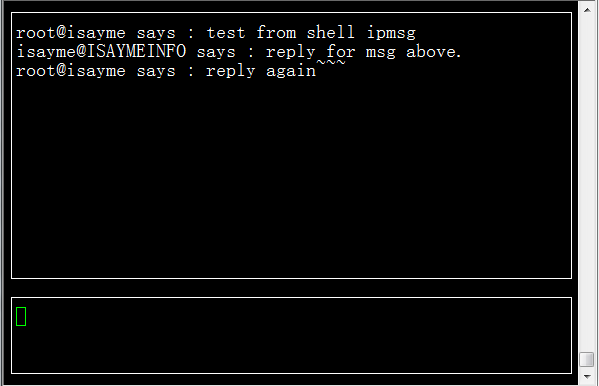 root@isayme says : test from shell ipmsg
isayme@ISAYMEINFO says : reply for msg above.
root@isayme says : reply again~~~